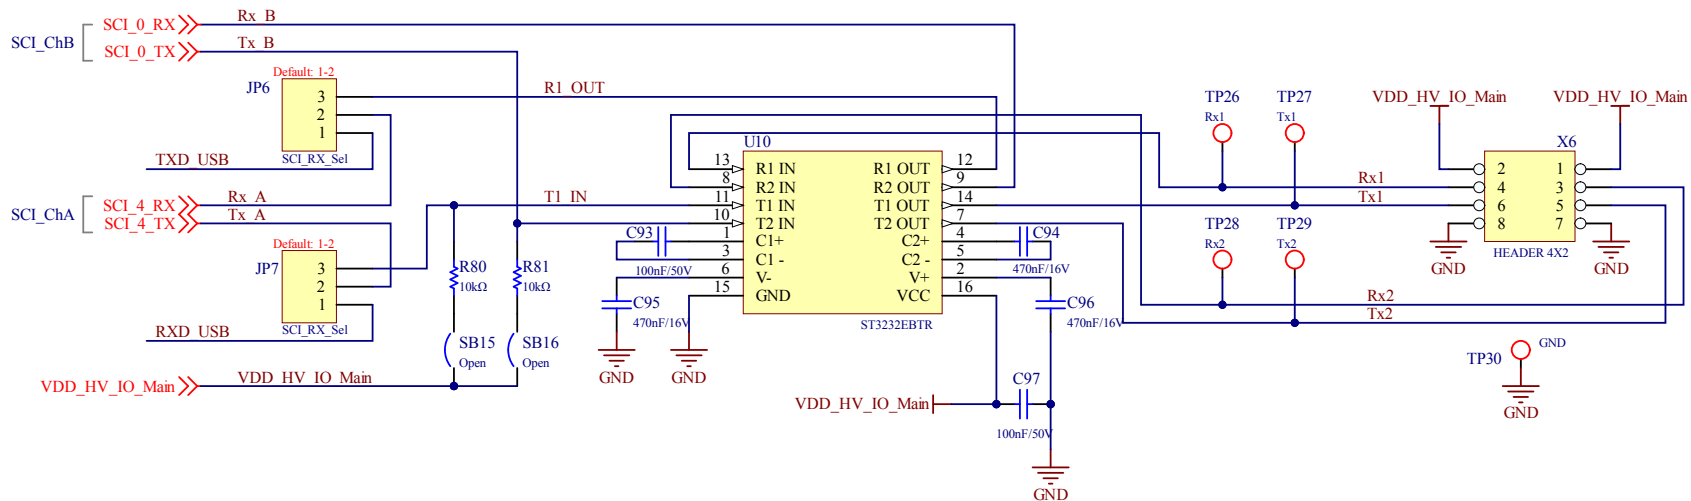 SCI_ChB
SCI_0_RX
Rx_B
SCI_0_TX
Tx_B
Default: 1-2
JP6
3
2
1
SCI_RX_Sel
R1_OUT
TXD_USB
SCI_ChA
SCI_4_RX
Rx_A
SCI_4_TX
Tx_A
T1_IN
Default: 1-2
JP7
3
2
1
SCI_RX_Sel
RXD_USB
R80
10kΩ
R81
10kΩ
SB15
Open
SB16
Open
VDD_HV_IO_Main
VDD_HV_IO_Main
U10
13 R1 IN R1 OUT 12
8 R2 IN R2 OUT 9
11 T1 IN T1 OUT 14
10 T2 IN T2 OUT 7
1 C1+ C2+ 4
3 C1 - C2 - 5
6 V- V+ 2
15 GND VCC 16
ST3232EBTR
C93
100nF/50V
C95
470nF/16V
GND
GND
C94
470nF/16V
C96
470nF/16V
C97
VDD_HV_IO_Main
100nF/50V
GND
TP26
Rx1
TP27
Tx1
Rx1
Tx1
TP28
Rx2
TP29
Tx2
Rx2
Tx2
VDD_HV_IO_Main
VDD_HV_IO_Main
X6
2 1
4 3
6 5
8 7
HEADER 4X2
GND
GND
TP30
GND
GND